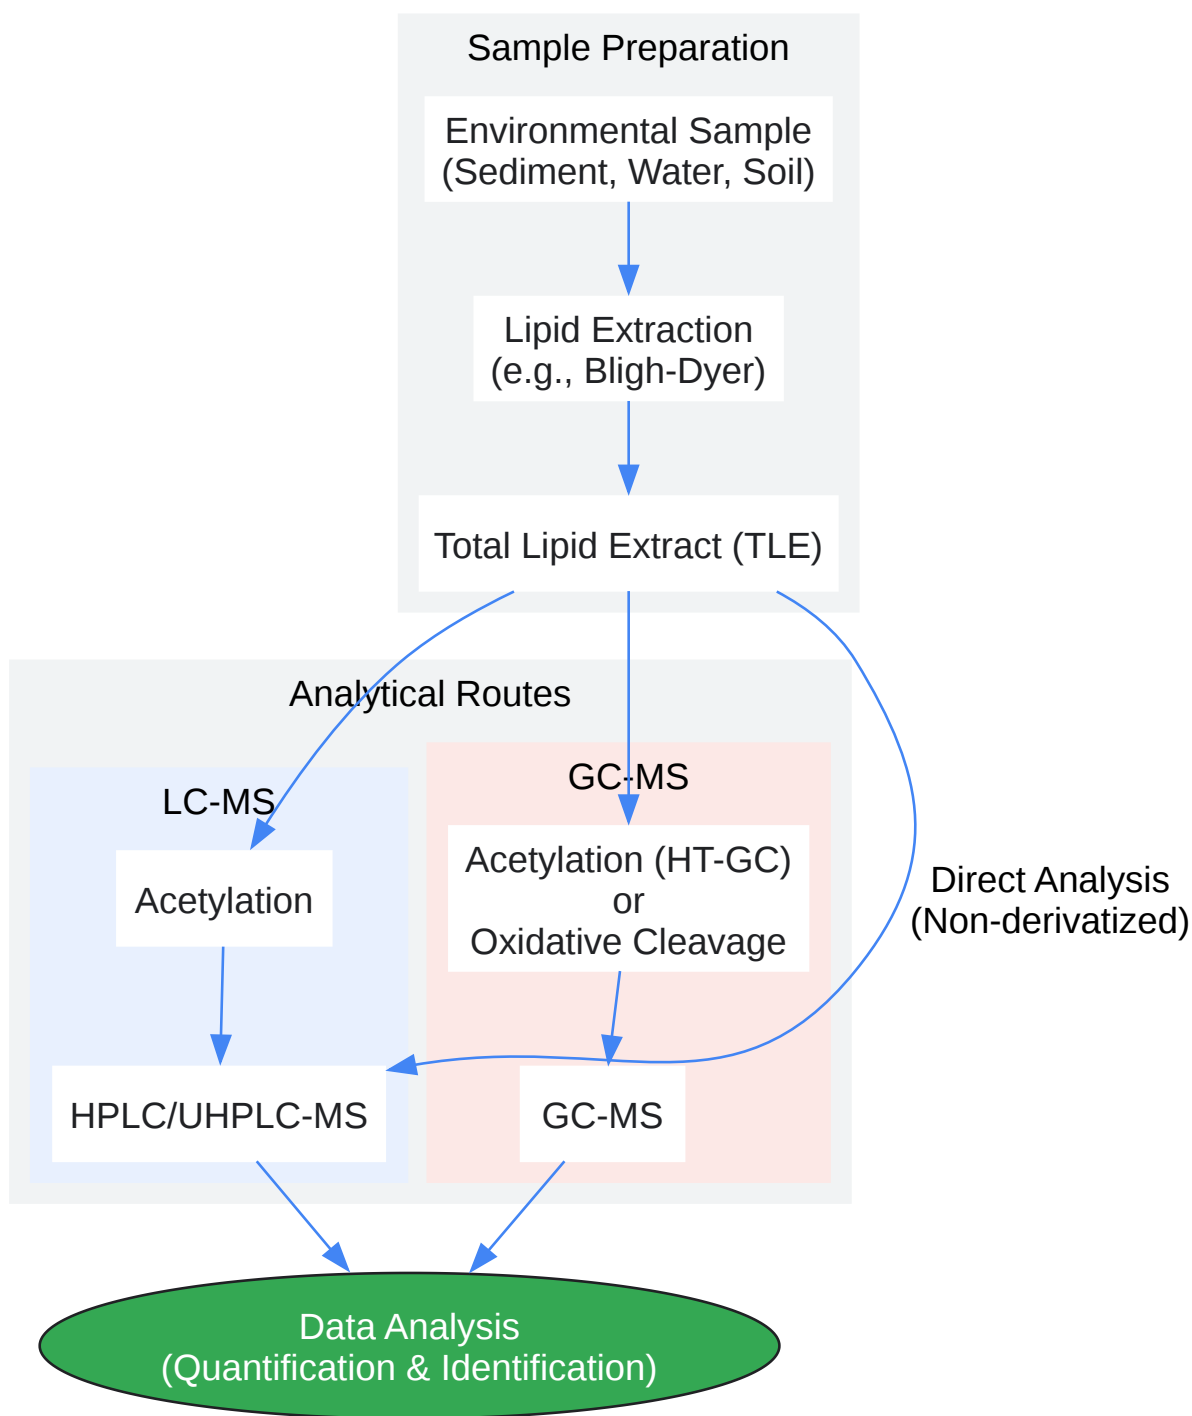 Sample Preparation
Environmental Sample
(Sediment, Water, Soil)
Lipid Extraction
(e.g., Bligh-Dyer)
Total Lipid Extract (TLE)
Analytical Routes
LC-MS
GC-MS
Acetylation
Acetylation (HT-GC)
or
Oxidative Cleavage
Direct Analysis
(Non-derivatized)
HPLC/UHPLC-MS
GC-MS
Data Analysis
(Quantification & Identification)